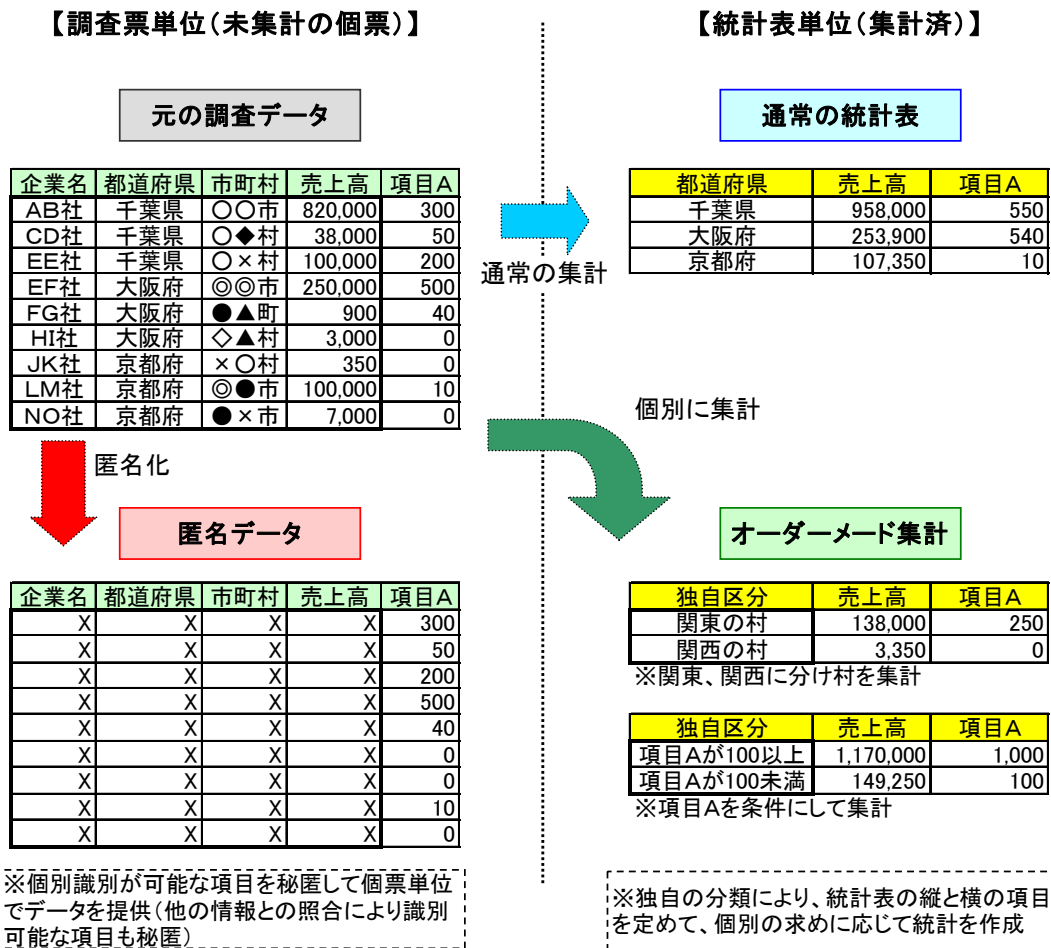 【調査票単位（未集計の個票）】
【統計表単位（集計済）】
元の調査データ
通常の統計表
企業名 都道府県 市町村 売上高 項目A
AB社 千葉県 〇〇市 820,000 300
CD社 千葉県 〇◆村 38,000 50
EE社 千葉県 〇×村 100,000 200
EF社 大阪府 ◎◎市 250,000 500
FG社 大阪府 ●▲町 900 40
HI社 大阪府 ◇▲村 3,000 0
JK社 京都府 ×〇村 350 0
LM社 京都府 ◎●市 100,000 10
NO社 京都府 ●×市 7,000 0
通常の集計
都道府県 売上高 項目A
千葉県 958,000 550
大阪府 253,900 540
京都府 107,350 10
個別に集計
匿名化
匿名データ
オーダーメード集計
企業名 都道府県 市町村 売上高 項目A
X X X X 300
X X X X 50
X X X X 200
X X X X 500
X X X X 40
X X X X 0
X X X X 0
X X X X 10
X X X X 0
独自区分 売上高 項目A
関東の村 138,000 250
関西の村 3,350 0
※関東、関西に分け村を集計
独自区分 売上高 項目A
項目Aが100以上 1,170,000 1,000
項目Aが100未満 149,250 100
※項目Aを条件にして集計
※個別識別が可能な項目を秘匿して個票単位
でデータを提供（他の情報との照合により識別
可能な項目も秘匿）
※独自の分類により、統計表の縦と横の項目
を定めて、個別の求めに応じて統計を作成